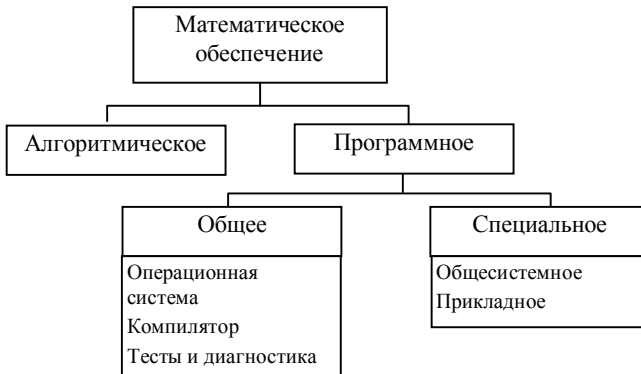 Математическое
обеспечение
Алгоритмическое
Программное
Общее
Операционная
система
Компилятор
Тесты и диагностика
Специальное
Общесистемное
Прикладное